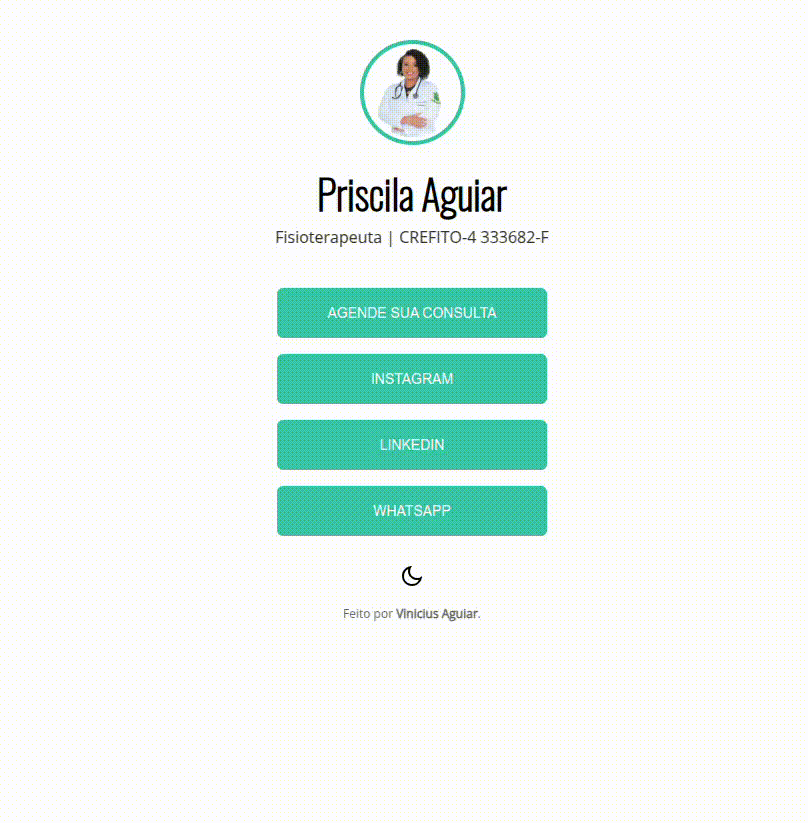 Priscila Aguiar
Fisioterapeuta | CREFITO-4 333682-F
AGENDE SUA CONSULTA
INSTAGRAM
LINKEDIN
WHATSAPP
Feito por Vinicius Aguiar.